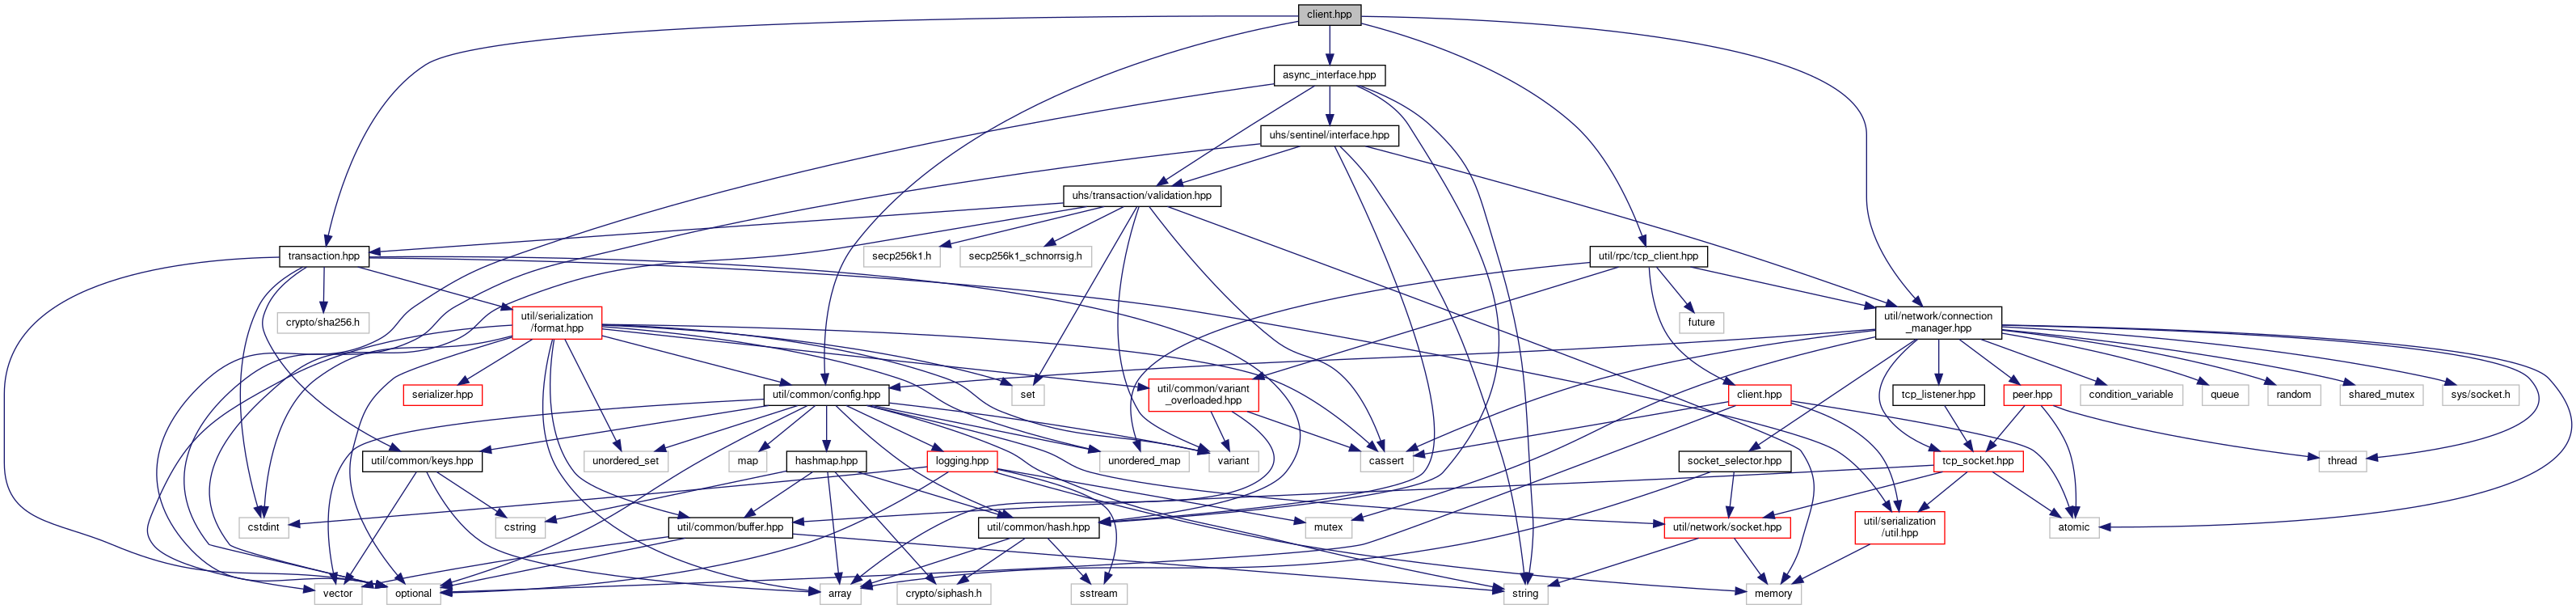 client.hpp
async_interface.hpp
uhs/sentinel/interface.hpp
uhs/transaction/validation.hpp
transaction.hpp
secp256k1.h
secp256k1_schnorrsig.h
util/rpc/tcp_client.hpp
crypto/sha256.h
util/serialization
/format.hpp
future
util/network/connection
_manager.hpp
serializer.hpp
util/common/config.hpp
set
util/common/variant
_overloaded.hpp
client.hpp
tcp_listener.hpp
peer.hpp
condition_variable
queue
random
shared_mutex
sys/socket.h
util/common/keys.hpp
unordered_set
map
hashmap.hpp
logging.hpp
unordered_map
variant
cassert
socket_selector.hpp
tcp_socket.hpp
thread
cstdint
cstring
util/common/buffer.hpp
util/common/hash.hpp
mutex
util/network/socket.hpp
util/serialization
/util.hpp
atomic
vector
optional
array
crypto/siphash.h
sstream
string
memory